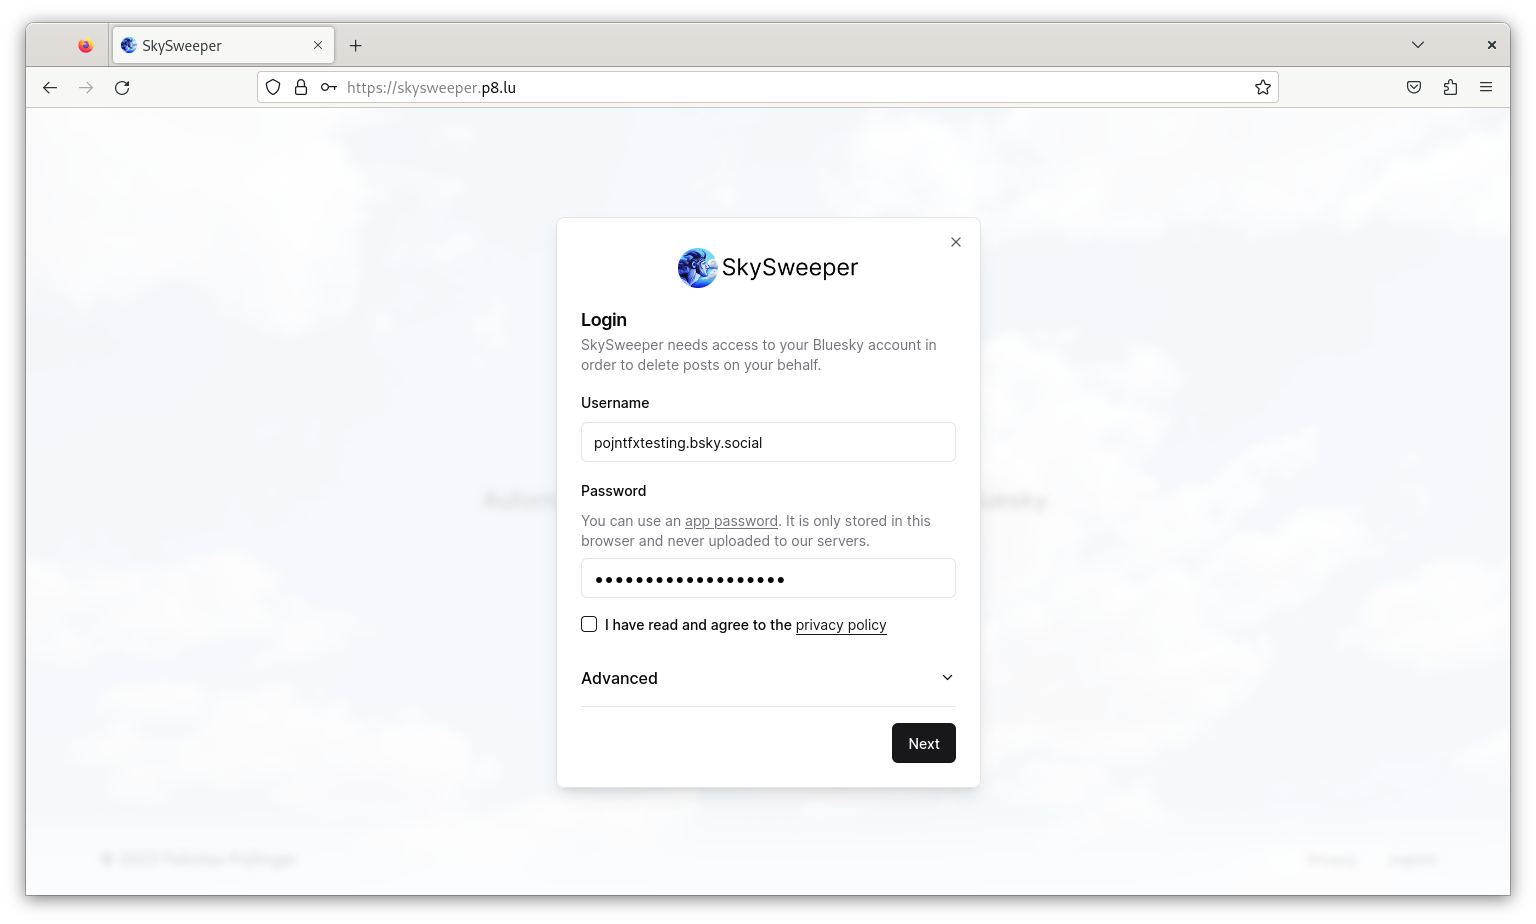 SkySweeper
https://skysweeper.p8.lu
SkySweeper
Login
SkySweeper needs access to your Bluesky account in
order to delete posts on your behalf.
Username
pojntfxtesting.bsky.social
Password
You can use an app password. It is only stored in this
browser and never uploaded to our servers.
●●●●●●●●●●●●●●●●●●●
I have read and agree to the privacy policy
Advanced
Next